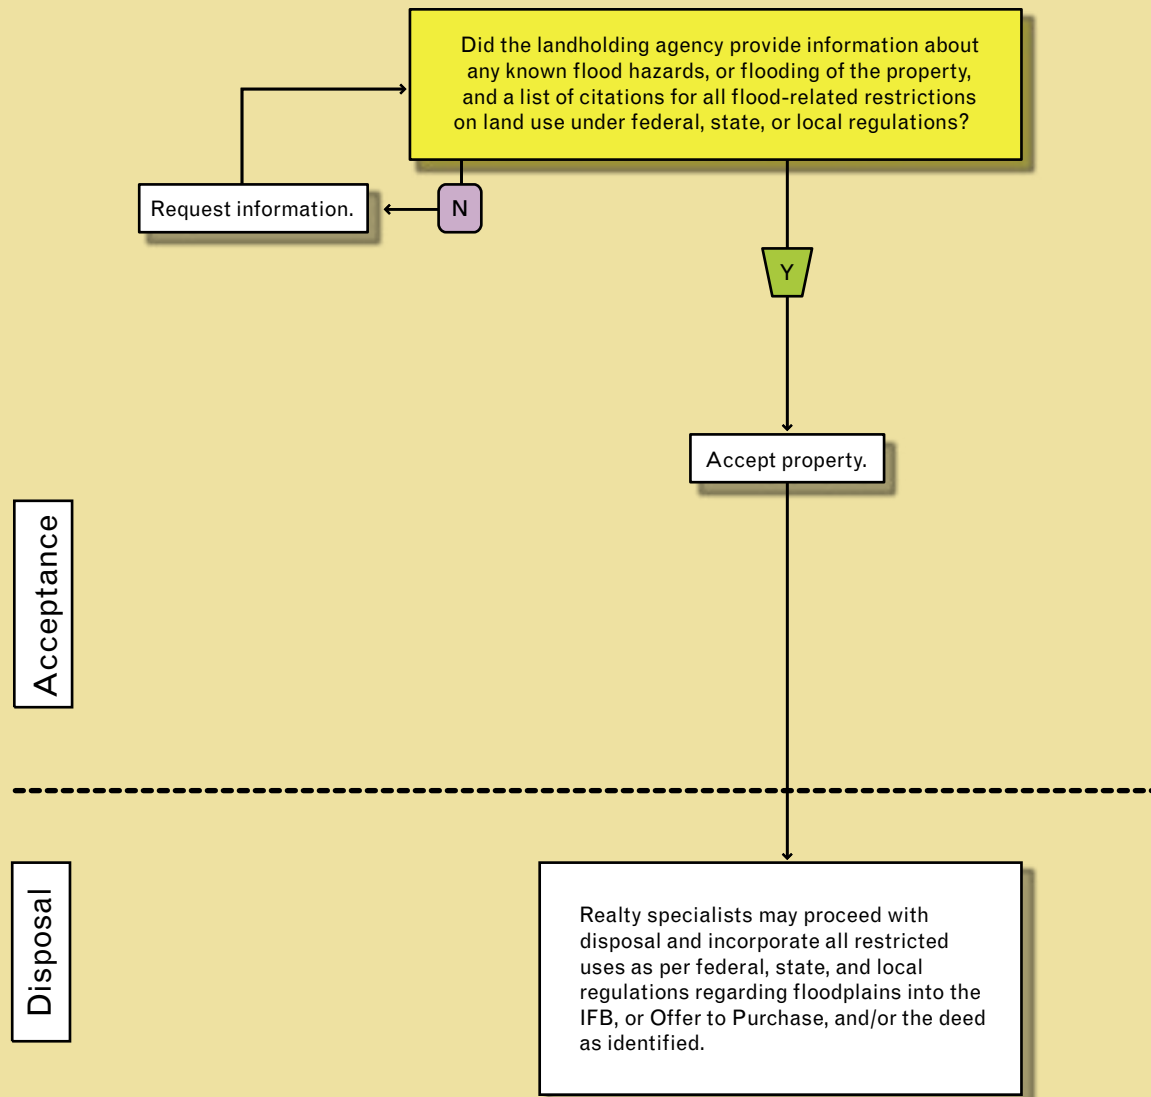 Did the landholding agency provide information about
any known flood hazards, or flooding of the property,
and a list of citations for all flood-related restrictions
on land use under federal, state, or local regulations?
Request information.
N
Y
Accept property.
Acceptance
Disposal
Realty specialists may proceed with
disposal and incorporate all restricted
uses as per federal, state, and local
regulations regarding floodplains into the
IFB, or Offer to Purchase, and/or the deed
as identified.